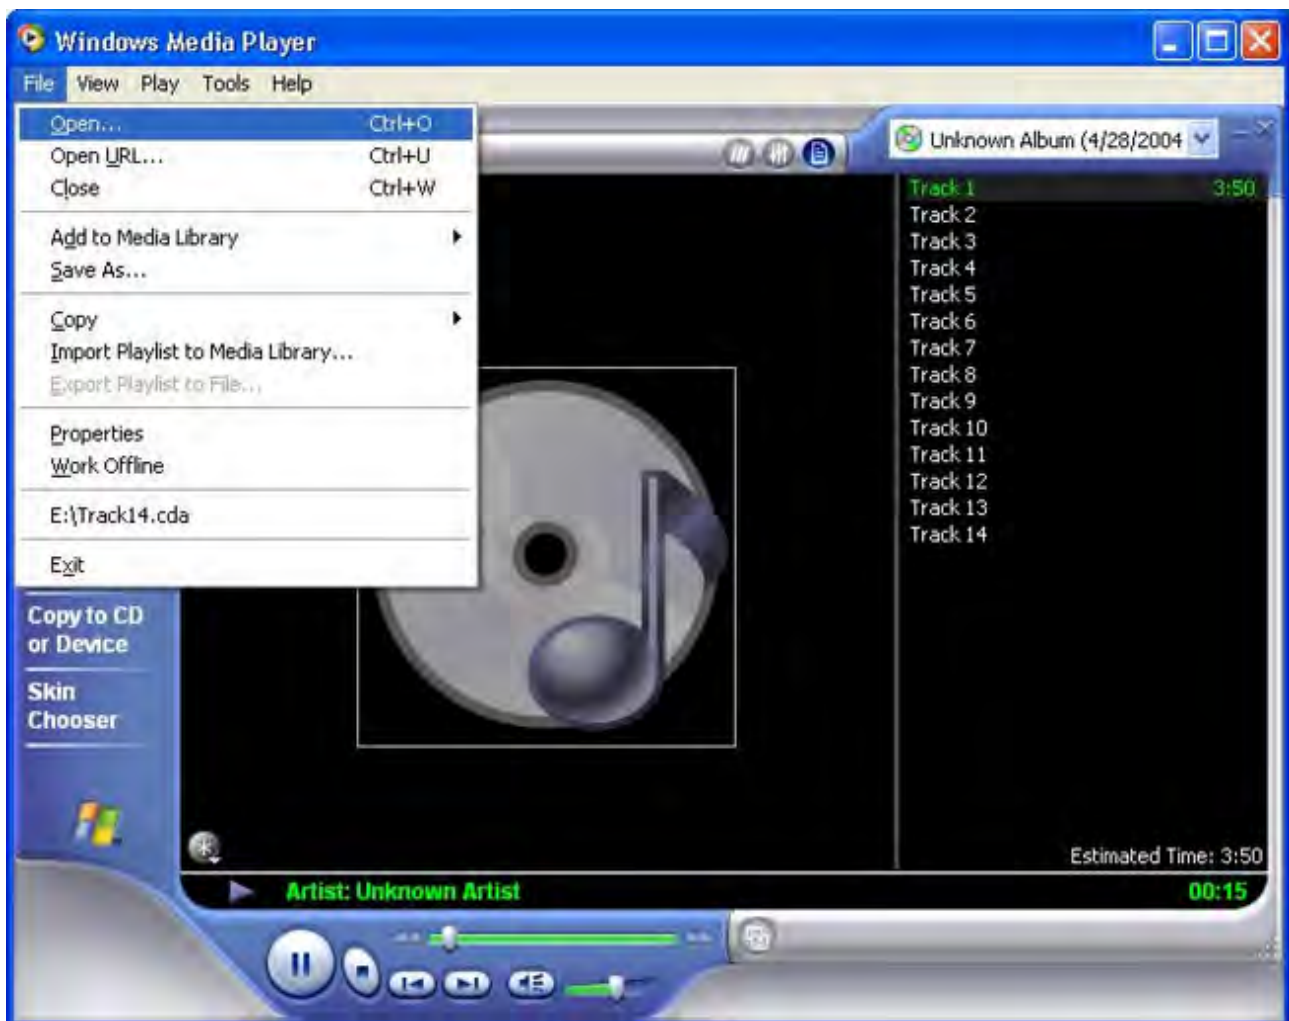 Windows Media Player
File View Play Tools Help
Open... Ctrl+O
Open URL... Ctrl+U
Close Ctrl+W
Add to Media Library
Save As...
Copy
Import Playlist to Media Library...
Export Playlist to File...
Properties
Work Offline
E:\Track14.cda
Exit
Copy to CD
or Device
Skin
Chooser
Unknown Album (4/28/2004
Track 1 3:50
Track 2
Track 3
Track 4
Track 5
Track 6
Track 7
Track 8
Track 9
Track 10
Track 11
Track 12
Track 13
Track 14
Estimated Time: 3:50
Artist: Unknown Artist 00:15